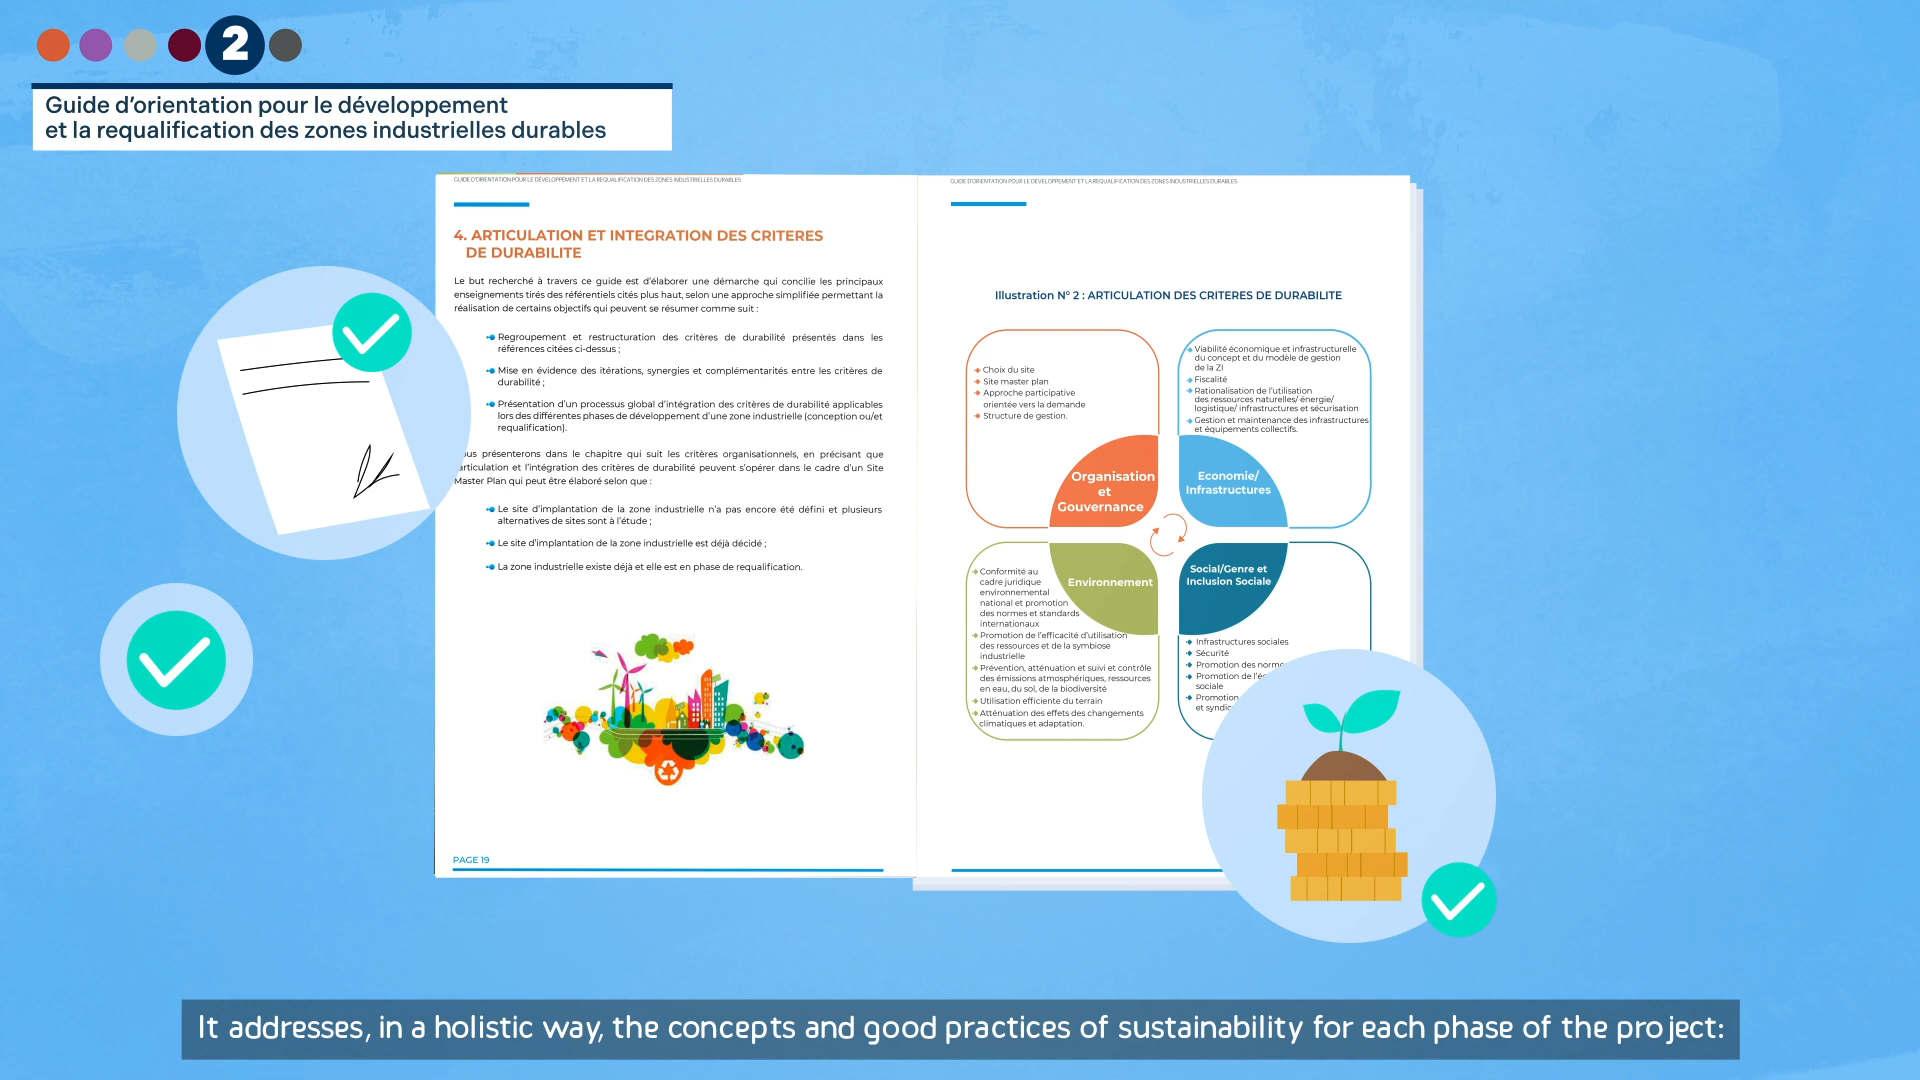 2
Guide d'orientation pour le développement
et la requalification des zones industrielles durables
GUIDE D'ORIENTATION POUR LE DÉVELOPPEMENT ET LA REQUALIFICATION DES ZONES INDUSTRIELLES DURABLES
4. ARTICULATION ET INTEGRATION DES CRITERES
DE DURABILITE
Le but recherché à travers ce guide est d'élaborer une démarche qui concilie les principaux
enseignements tirés des référentiels cités plus haut, selon une approche simplifiée permettant la
réalisation de certains objectifs qui peuvent se résumer comme suit :
Regroupement et restructuration des critères de durabilité présentés dans les
références citées ci-dessus ;
Mise en évidence des itérations, synergies et complémentarités entre les critères de
durabilité ;
Présentation d'un processus global d'intégration des critères de durabilité applicables
lors des différentes phases de développement d'une zone industrielle (conception ou/et
requalification).
présenterons dans le chapitre qui suit les critères organisationnels, en précisant que
et l'intégration des critères de durabilité peuvent s'opérer dans le cadre d'un Site
Master Plan qui peut être élaboré selon que :
Le site d'implantation de la zone industrielle n'a pas encore été défini et plusieurs
alternatives de sites sont à l'étude ;
Le site d'implantation de la zone industrielle est déjà décidé ;
La zone industrielle existe déjà et elle est en phase de requalification.
PAGE 19
GUIDE D'ORIENTATION POUR LE DÉVELOPPEMENT ET LA REQUALIFICATION DES ZONES INDUSTRIELLES DURABLES
Illustration N° 2 : ARTICULATION DES CRITERES DE DURABILITE
Choix du site
Site master plan
Approche participative
orientée vers la demande
Structure de gestion.
Organisation
et
Gouvernance
Viabilité économique et infrastructurelle
du concept et du modèle de gestion
de la ZI
Fiscalité
Rationalisation de l'utilisation
des ressources naturelles/ énergie/
logistique/ infrastructures et sécurisation
Gestion et maintenance des infrastructures
et équipements collectifs.
Economie/
Infrastructures
Environnement
Conformité au
cadre juridique
environnemental
national et promotion
des normes et standards
internationaux
Promotion de l'efficacité d'utilisation
des ressources et de la symbiose
industrielle
Prévention, atténuation et suivi et contrôle
des émissions atmosphériques, ressources
en eau, du sol, de la biodiversité
Utilisation efficiente du terrain
Atténuation des effets des changements
climatiques et adaptation.
Social/Genre et
Inclusion Sociale
Infrastructures sociales
Sécurité
Promotion des norme
Promotion de l'é
sociale
Promotion
et syndic
It addresses, in a holistic way, the concepts and good practices of sustainability for each phase of the project: